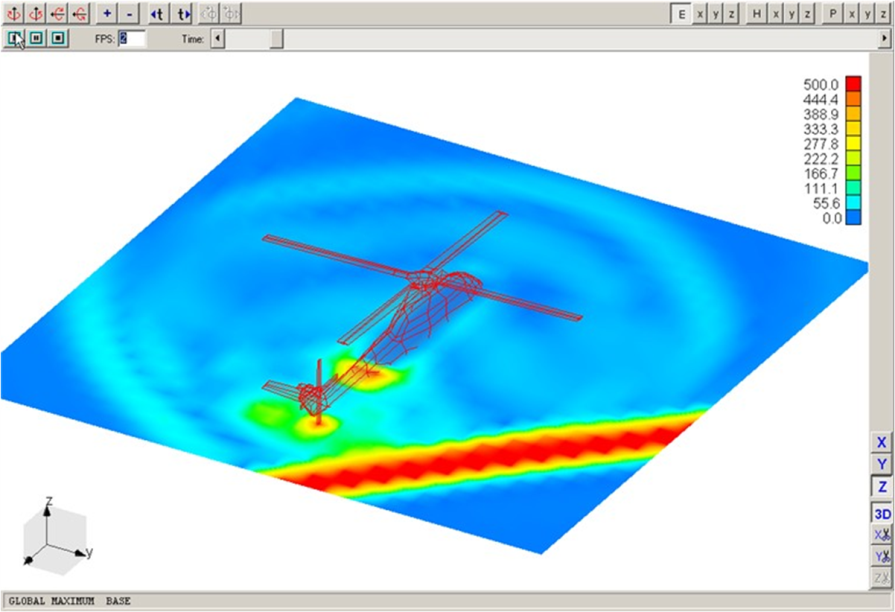 + - t t E x y z H x y z P x y z
FPS: 2 Time:
500.0
444.4
388.9
333.3
277.8
222.2
166.7
111.1
55.6
0.0
X
Y
Z
3D
z
y
x
GLOBAL MAXIMUM BASE